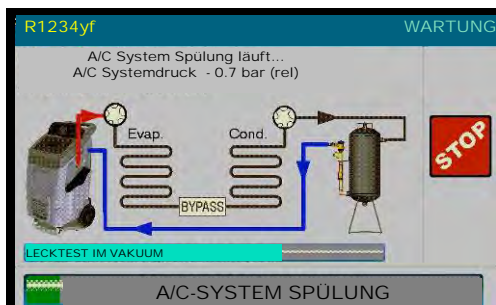 R1234yf WARTUNG
A/C System Spülung läuft...
A/C Systemdruck - 0.7 bar (rel)
Evap. Cond.
STOP
BYPASS
LECKTEST IM VAKUUM
A/C-SYSTEM SPÜLUNG